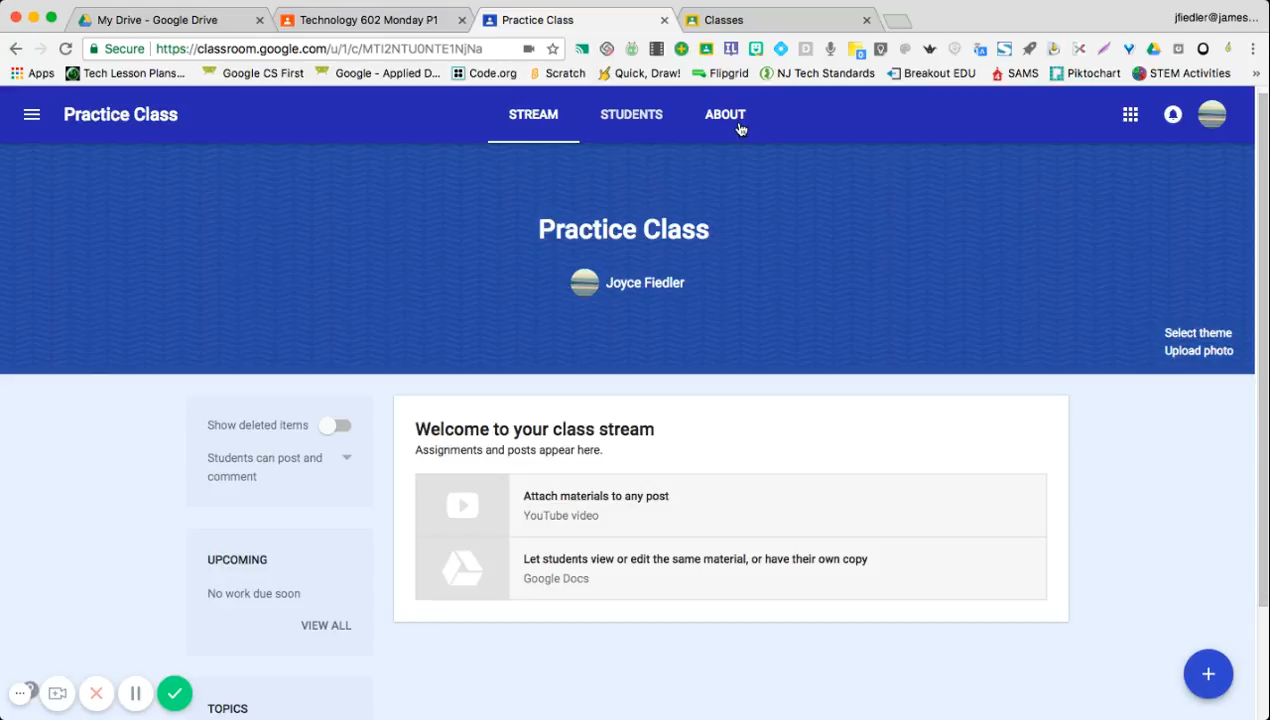 My Drive - Google Drive
Technology 602 Monday P1
Practice Class
Classes
jfiedler@james...
Secure
https://classroom.google.com/u/1/c/MTI2NTU0NTE1NjNa
Apps
Tech Lesson Plans...
Google CS First
Google - Applied D...
Code.org
Scratch
Quick, Draw!
Flipgrid
NJ Tech Standards
Breakout EDU
SAMS
Piktochart
STEM Activities
»
Practice Class
STREAM
STUDENTS
ABOUT
Practice Class
Joyce Fiedler
Select theme
Upload photo
Show deleted items
Students can post and
comment
Welcome to your class stream
Assignments and posts appear here.
Attach materials to any post
YouTube video
Let students view or edit the same material, or have their own copy
Google Docs
UPCOMING
No work due soon
VIEW ALL
TOPICS